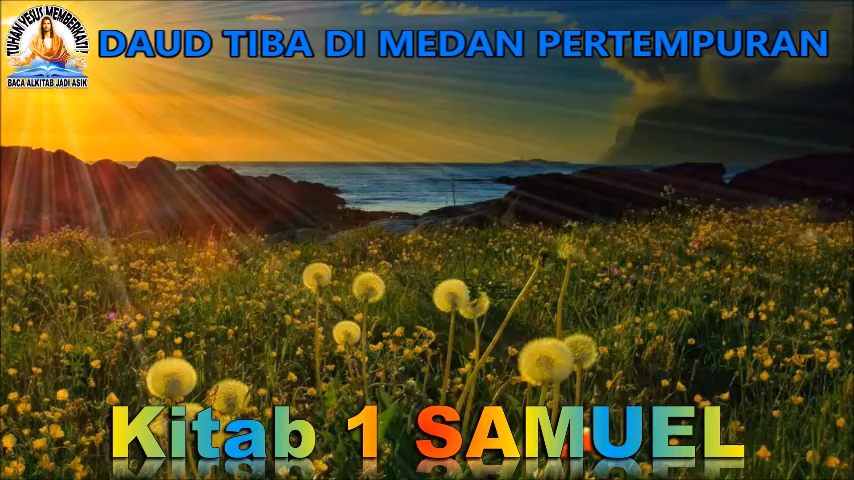 TUHAN YESUS MEMBERKATI
BACA ALKITAB JADI ASIK
DAUD TIBA DI MEDAN PERTEMPURAN
Kitab 1 SAMUEL